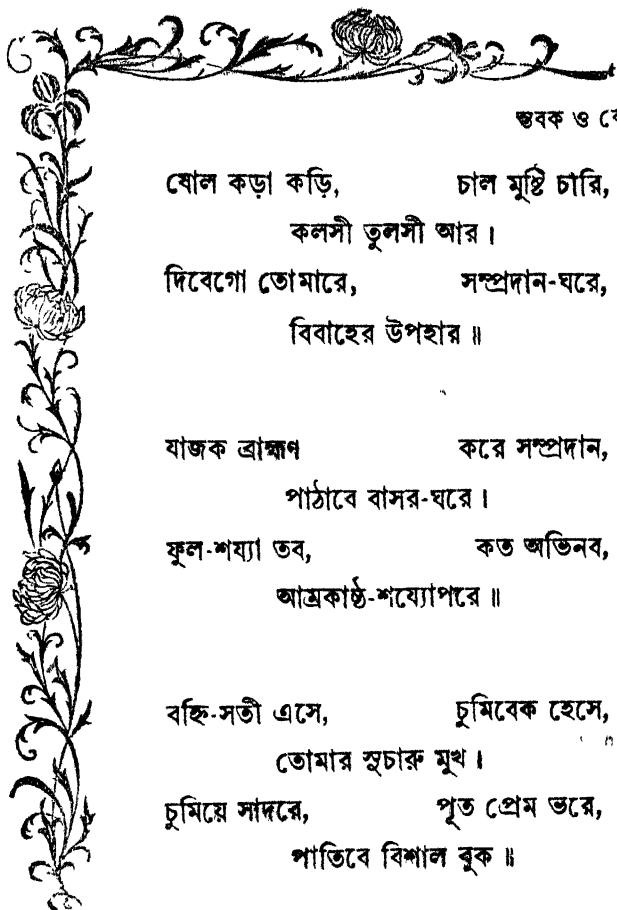 স্তবক ও
ষোল কড়া কড়ি, চাল মুষ্টি চারি,
কলসী তুলসী আর।
দিবেগো তোমারে, সম্প্রদান-ঘরে,
বিবাহের উপহার॥
যাজক ব্রাহ্মণ করে সম্প্রদান,
পাঠাবে বাসর-ঘরে।
ফুল-শয্যা তব, কত অভিনব,
আম্রকাষ্ঠ-শয্যোপরে॥
বহ্নি-সতী এসে, চুমিবেক হেসে,
তোমার সুচারু মুখ।
চুমিয়ে সাদরে, পূত প্রেম ভরে,
পাতিবে বিশাল বুক॥